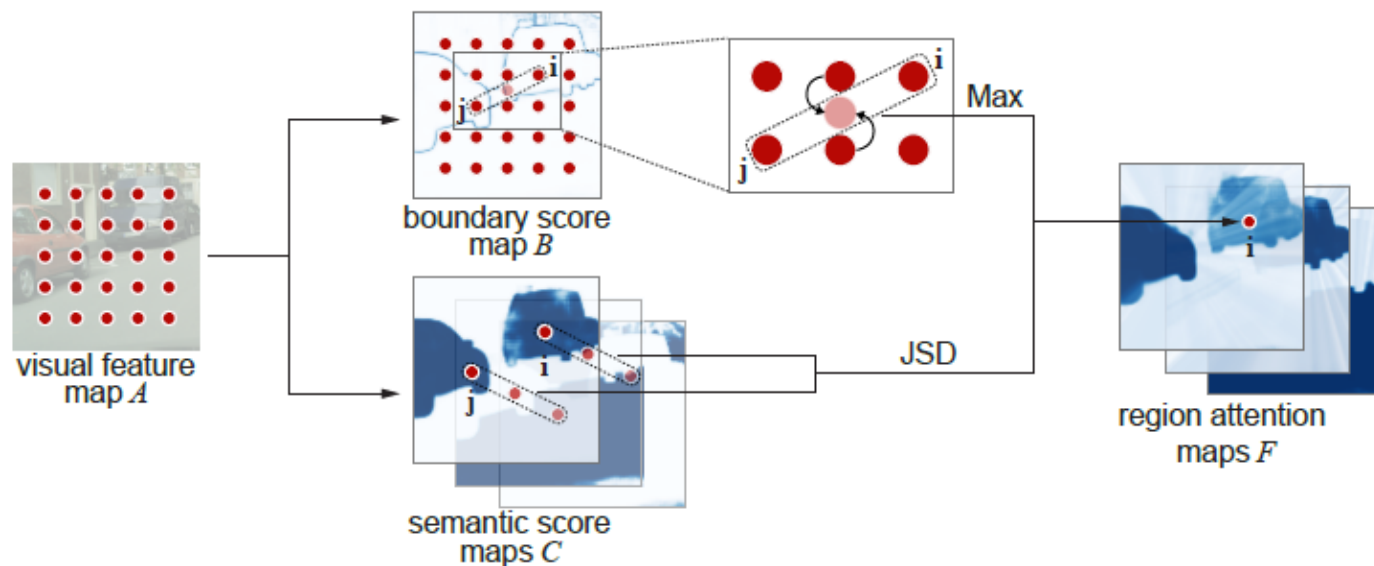 visual feature
map A
i
j
boundary score
map B
i
j
Max
i
j
semantic score
maps C
JSD
i
region attention
maps F